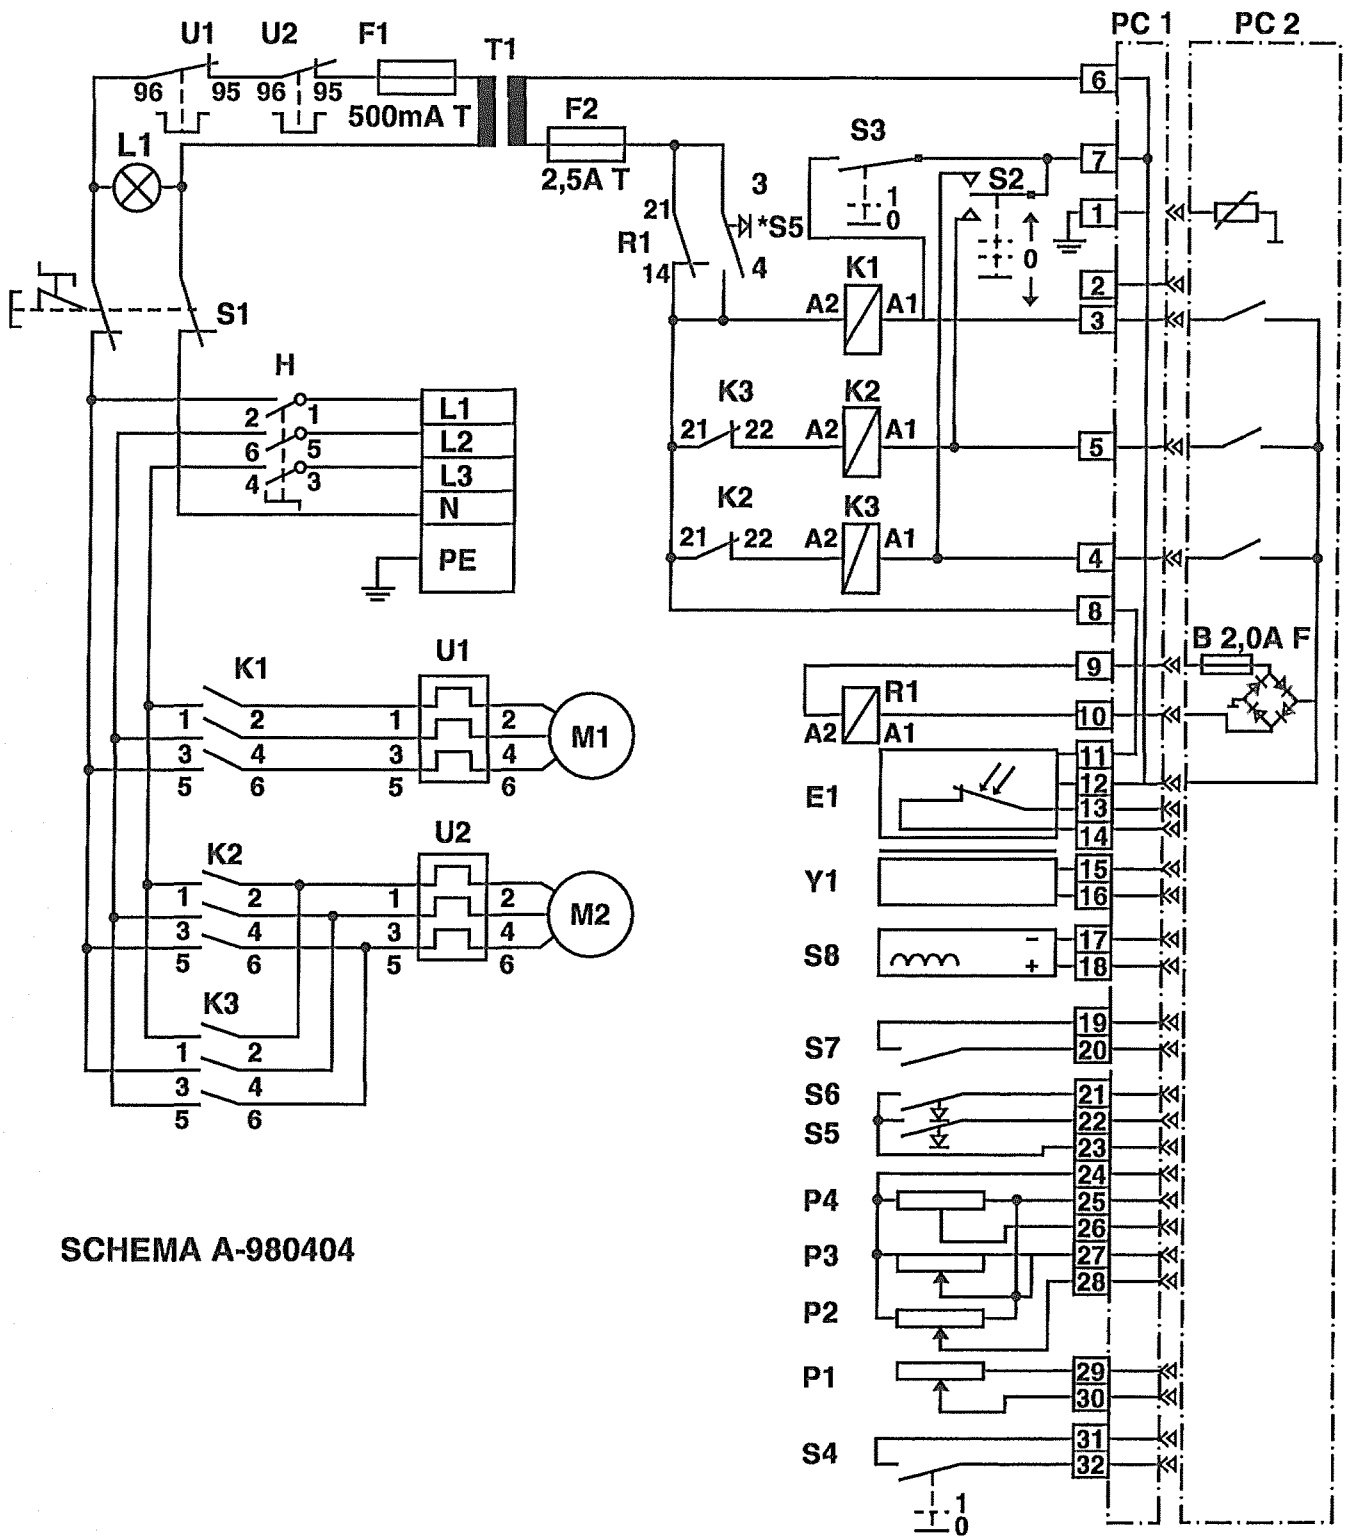 PC 1 PC 2
U1 U2 F1 T1
96 95 96 95
500mA T
6
L1
F2
2,5A T
S3
7
3
S2
1
0
1
21
*S5
R1
14
4
0
K1
2
A2 A1
3
S1
H
2 1
L1
6 5
L2
4 3
L3
N
PE
K3 K2
21 22 A2 A1
5
K2 K3
21 22 A2 A1
4
8
B 2,0A F
9
R1
10
A2 A1
K1 U1
1 2 1 2
3 4 3 4
5 6 5 6
M1
E1
11
12
13
14
K2 U2
1 2 1 2
3 4 3 4
5 6 5 6
M2
Y1
15
16
S8
-
+
17
18
K3
1 2
3 4
5 6
S7
19
20
S6
21
S5
22
23
24
P4
25
26
P3
27
28
P2
P1
29
30
S4
31
32
1
0
SCHEMA A-980404